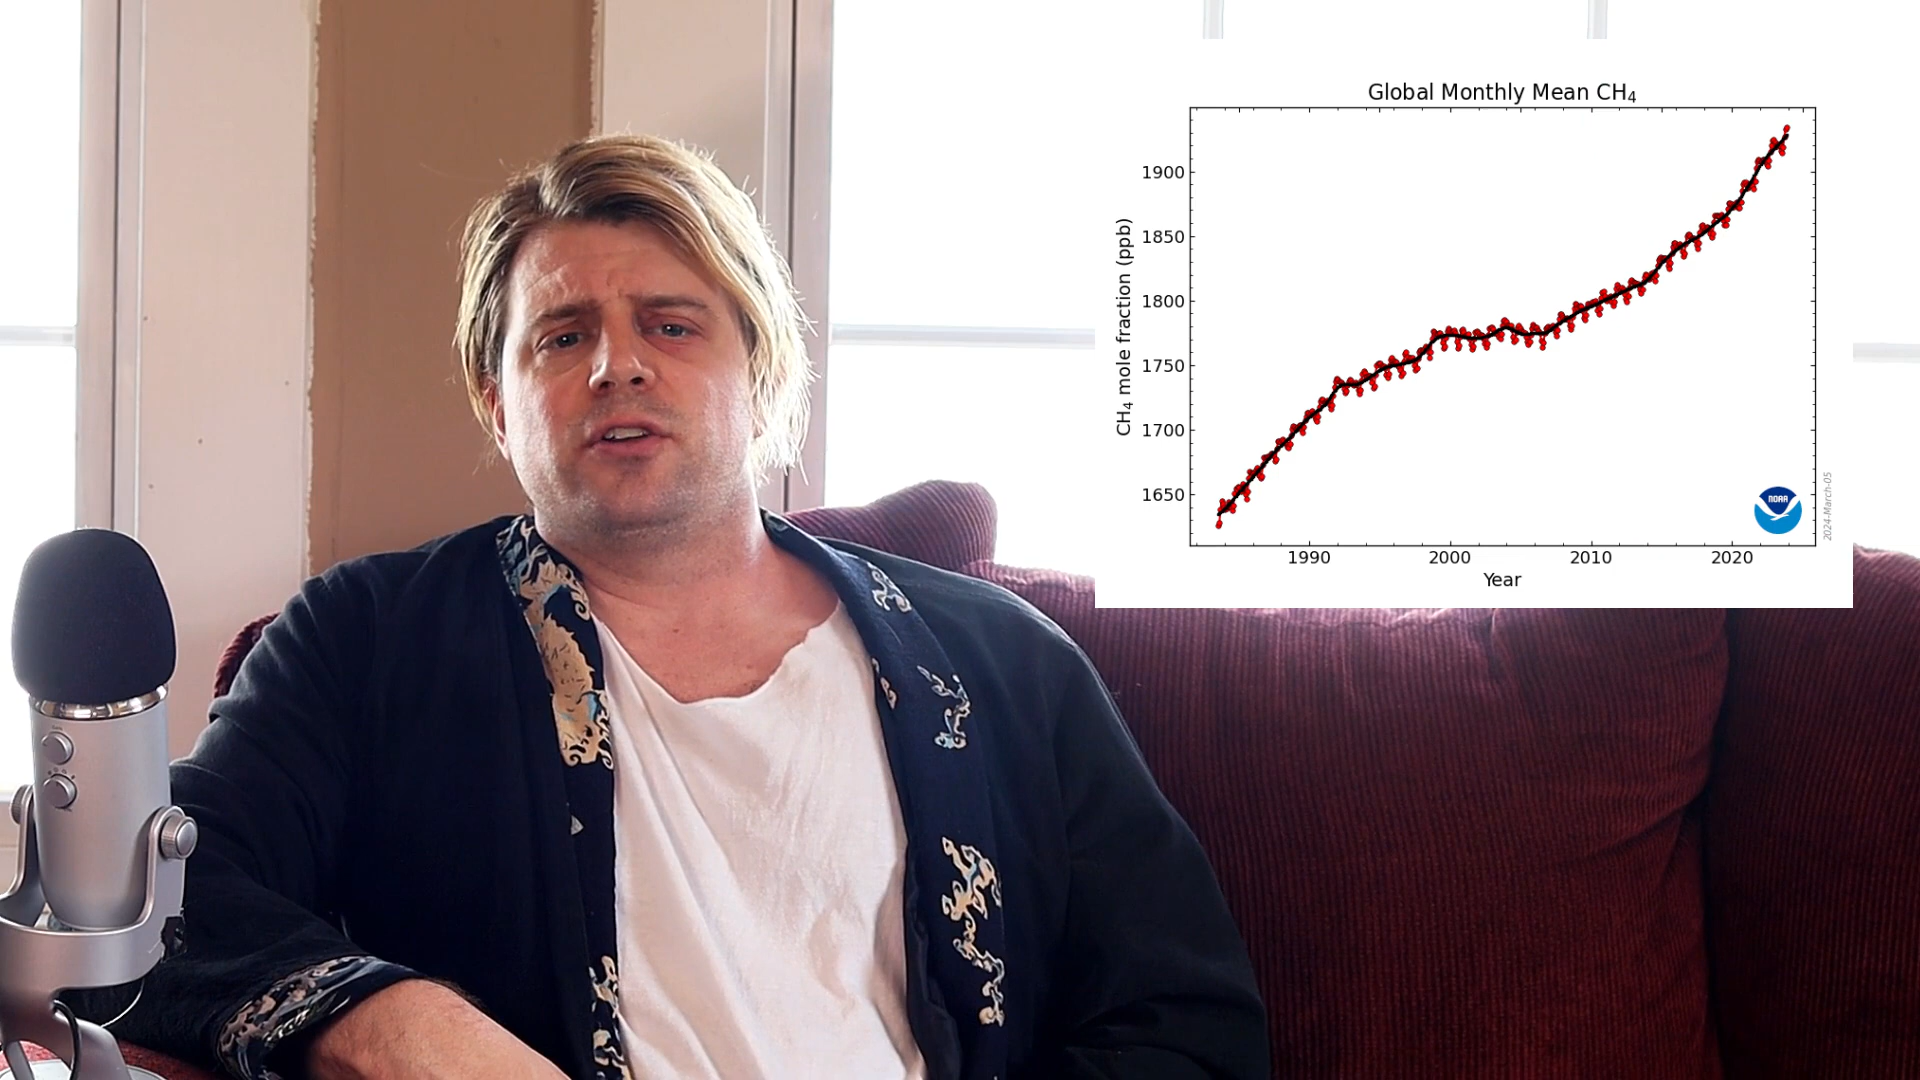 Global Monthly Mean CH₄
CH₄ mole fraction (ppb)
1900
1850
1800
1750
1700
1650
1990 2000 2010 2020
Year
NOAA
2024-March-05